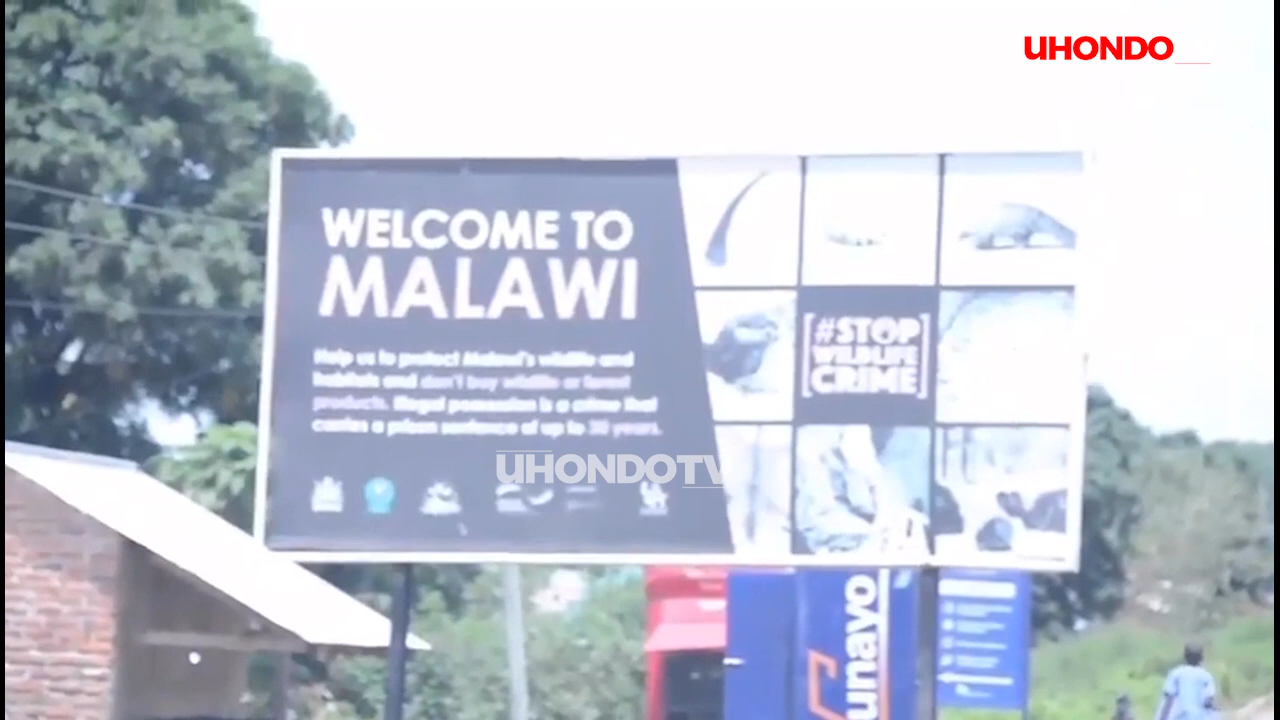 UHONDO
WELCOME TO
MALAWI
Help us to protect Malawi's wildlife and
habitats and don't buy wildlife or forest
products. Illegal possession is a crime that
carries a prison sentence of up to 30 years.
[#STOP
WILDLIFE
CRIME]
UHONDOTV
unayo